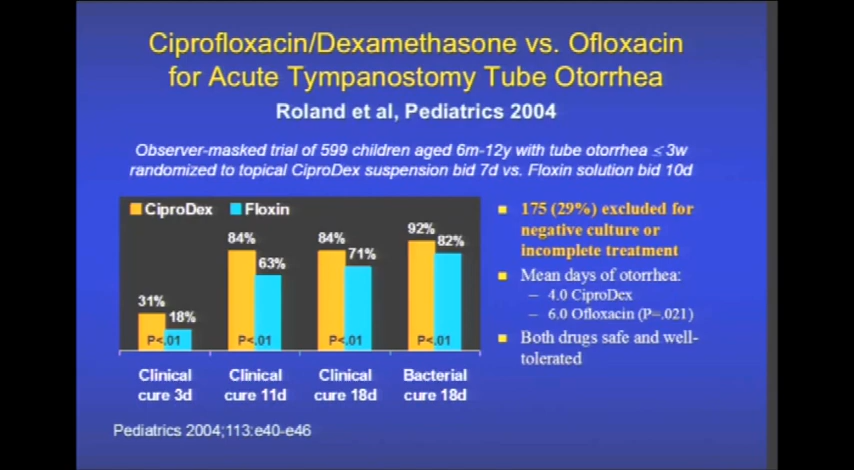 Ciprofloxacin/Dexamethasone vs. Ofloxacin
for Acute Tympanostomy Tube Otorrhea
Roland et al, Pediatrics 2004
Observer-masked trial of 599 children aged 6m-12y with tube otorrhea ≤ 3w
randomized to topical CiproDex suspension bid 7d vs. Floxin solution bid 10d
CiproDex Floxin
31% 18% 84% 63% 84% 71% 92% 82%
P<.01 P<.01 P<.01 P<.01
Clinical Clinical Clinical Bacterial
cure 3d cure 11d cure 18d cure 18d
175 (29%) excluded for
negative culture or
incomplete treatment
Mean days of otorrhea:
– 4.0 CiproDex
– 6.0 Ofloxacin (P=.021)
Both drugs safe and well-
tolerated
Pediatrics 2004;113:e40-e46